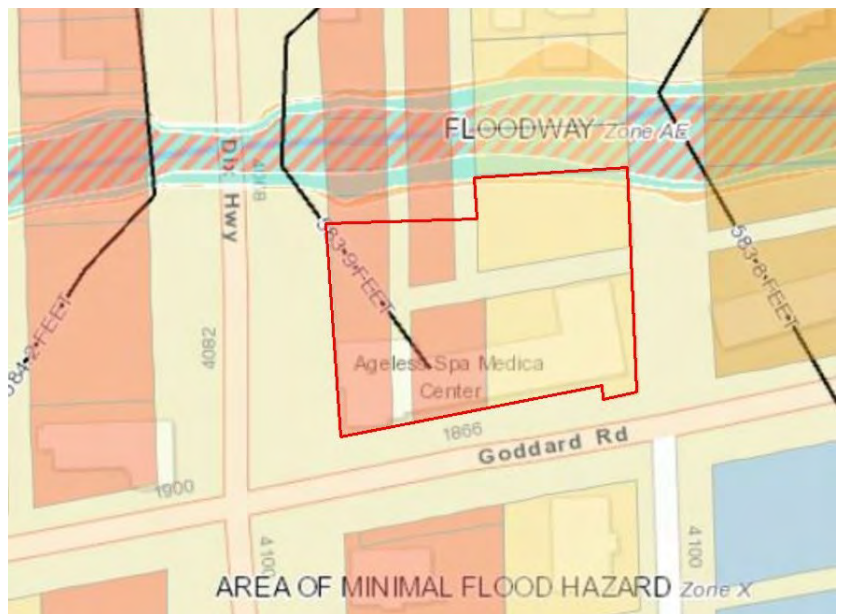 FLOODWAY Zone AE
Dix Hwy
4008
583.9 FEET
583.8 FEET
584.2 FEET
4082
Ageless Spa Medica
Center
1866
Goddard Rd
1900
4100
4100
AREA OF MINIMAL FLOOD HAZARD Zone X